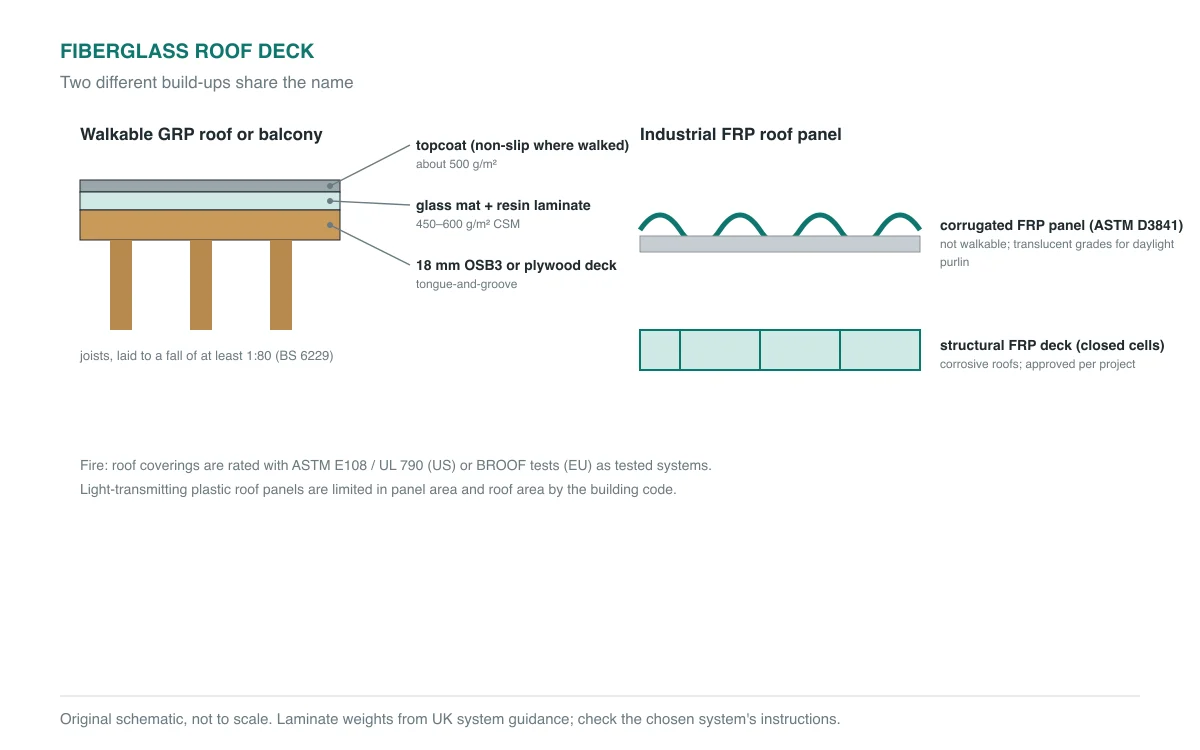 FIBERGLASS ROOF DECK
Two different build-ups share the name
Walkable GRP roof or balcony
topcoat (non-slip where walked)
about 500 g/m²
glass mat + resin laminate
450–600 g/m² CSM
18 mm OSB3 or plywood deck
tongue-and-groove
joists, laid to a fall of at least 1:80 (BS 6229)
Industrial FRP roof panel
corrugated FRP panel (ASTM D3841)
not walkable; translucent grades for daylight
purlin
structural FRP deck (closed cells)
corrosive roofs; approved per project
Fire: roof coverings are rated with ASTM E108 / UL 790 (US) or BROOF tests (EU) as tested systems.
Light-transmitting plastic roof panels are limited in panel area and roof area by the building code.
Original schematic, not to scale. Laminate weights from UK system guidance; check the chosen system's instructions.